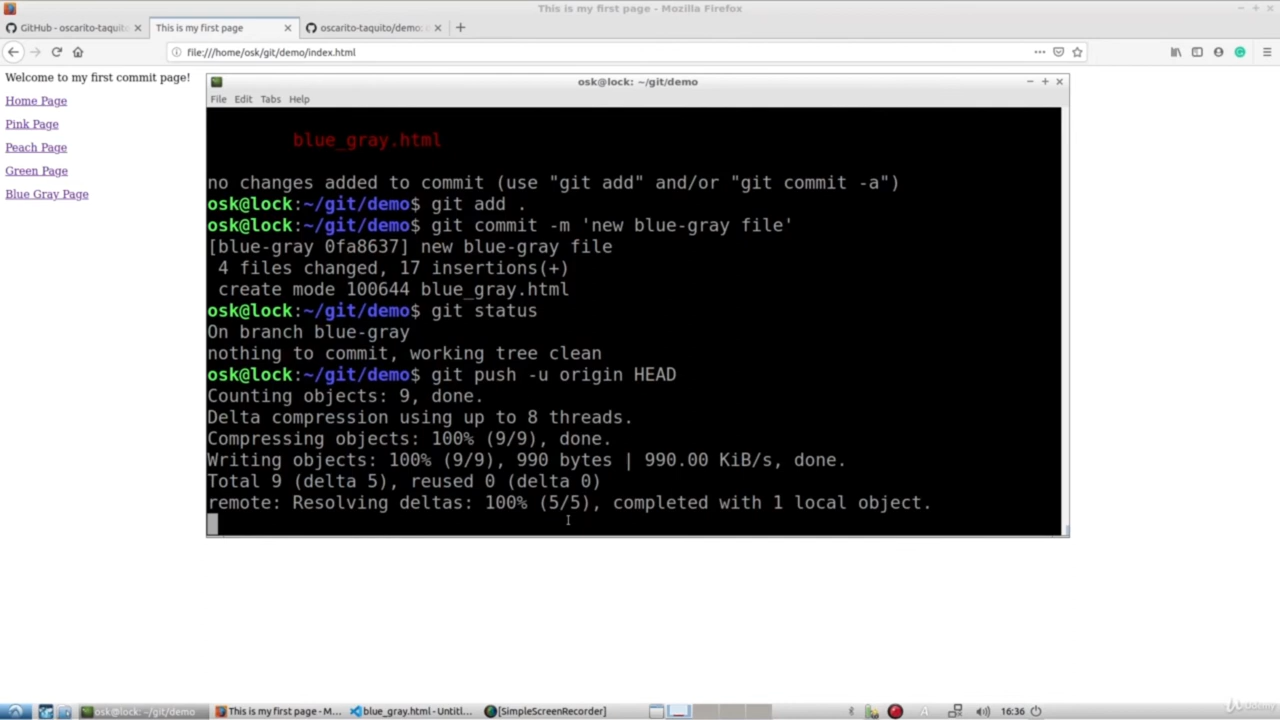 This is my first page - Mozilla Firefox
GitHub - oscarito-taquito
This is my first page
oscarito-taquito/demo:
file:///home/osk/git/demo/index.html
Welcome to my first commit page!
Home Page
Pink Page
Peach Page
Green Page
Blue Gray Page
osk@lock: ~/git/demo
File Edit Tabs Help
blue_gray.html
no changes added to commit (use "git add" and/or "git commit -a")
osk@lock:~/git/demo$ git add .
osk@lock:~/git/demo$ git commit -m 'new blue-gray file'
[blue-gray 0fa8637] new blue-gray file
4 files changed, 17 insertions(+)
create mode 100644 blue_gray.html
osk@lock:~/git/demo$ git status
On branch blue-gray
nothing to commit, working tree clean
osk@lock:~/git/demo$ git push -u origin HEAD
Counting objects: 9, done.
Delta compression using up to 8 threads.
Compressing objects: 100% (9/9), done.
Writing objects: 100% (9/9), 990 bytes | 990.00 KiB/s, done.
Total 9 (delta 5), reused 0 (delta 0)
remote: Resolving deltas: 100% (5/5), completed with 1 local object.
osk@lock: ~/git/demo
This is my first page - M...
blue_gray.html - Untitl...
[SimpleScreenRecorder]
A
16:36
Udemy